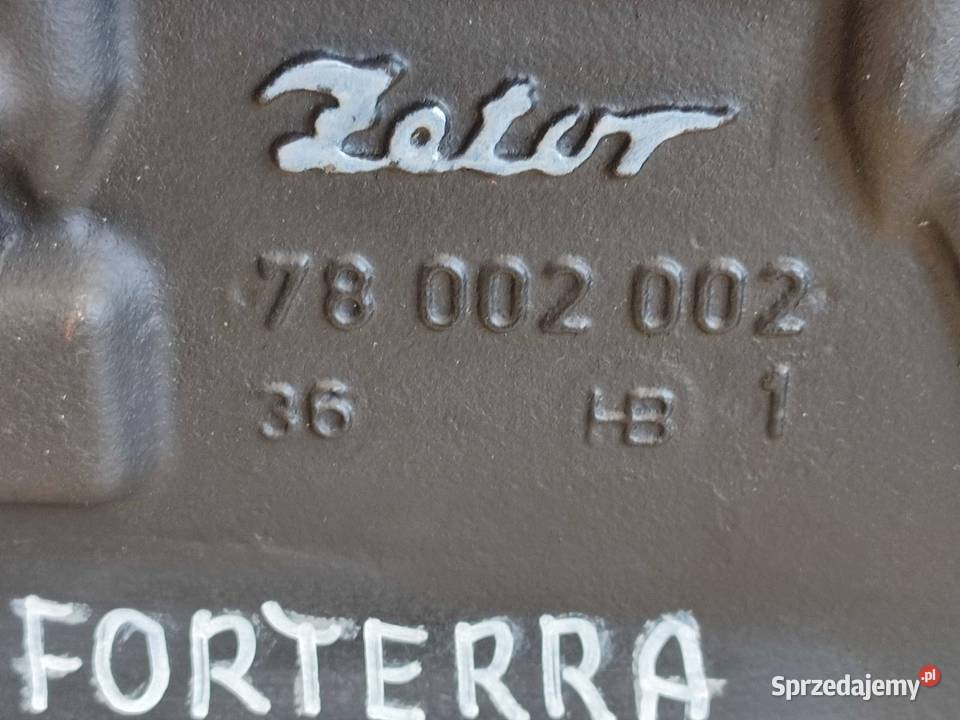 Zetor
78 002 002
36 HB 1
FORTERRA
Sprzedajemy.pl